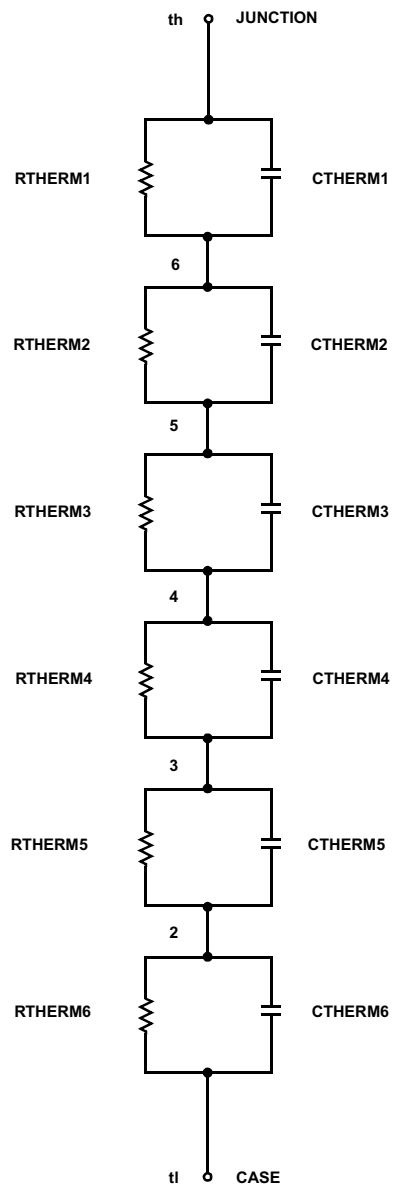 th JUNCTION
RTHERM1 CTHERM1
6
RTHERM2 CTHERM2
5
RTHERM3 CTHERM3
4
RTHERM4 CTHERM4
3
RTHERM5 CTHERM5
2
RTHERM6 CTHERM6
tl CASE